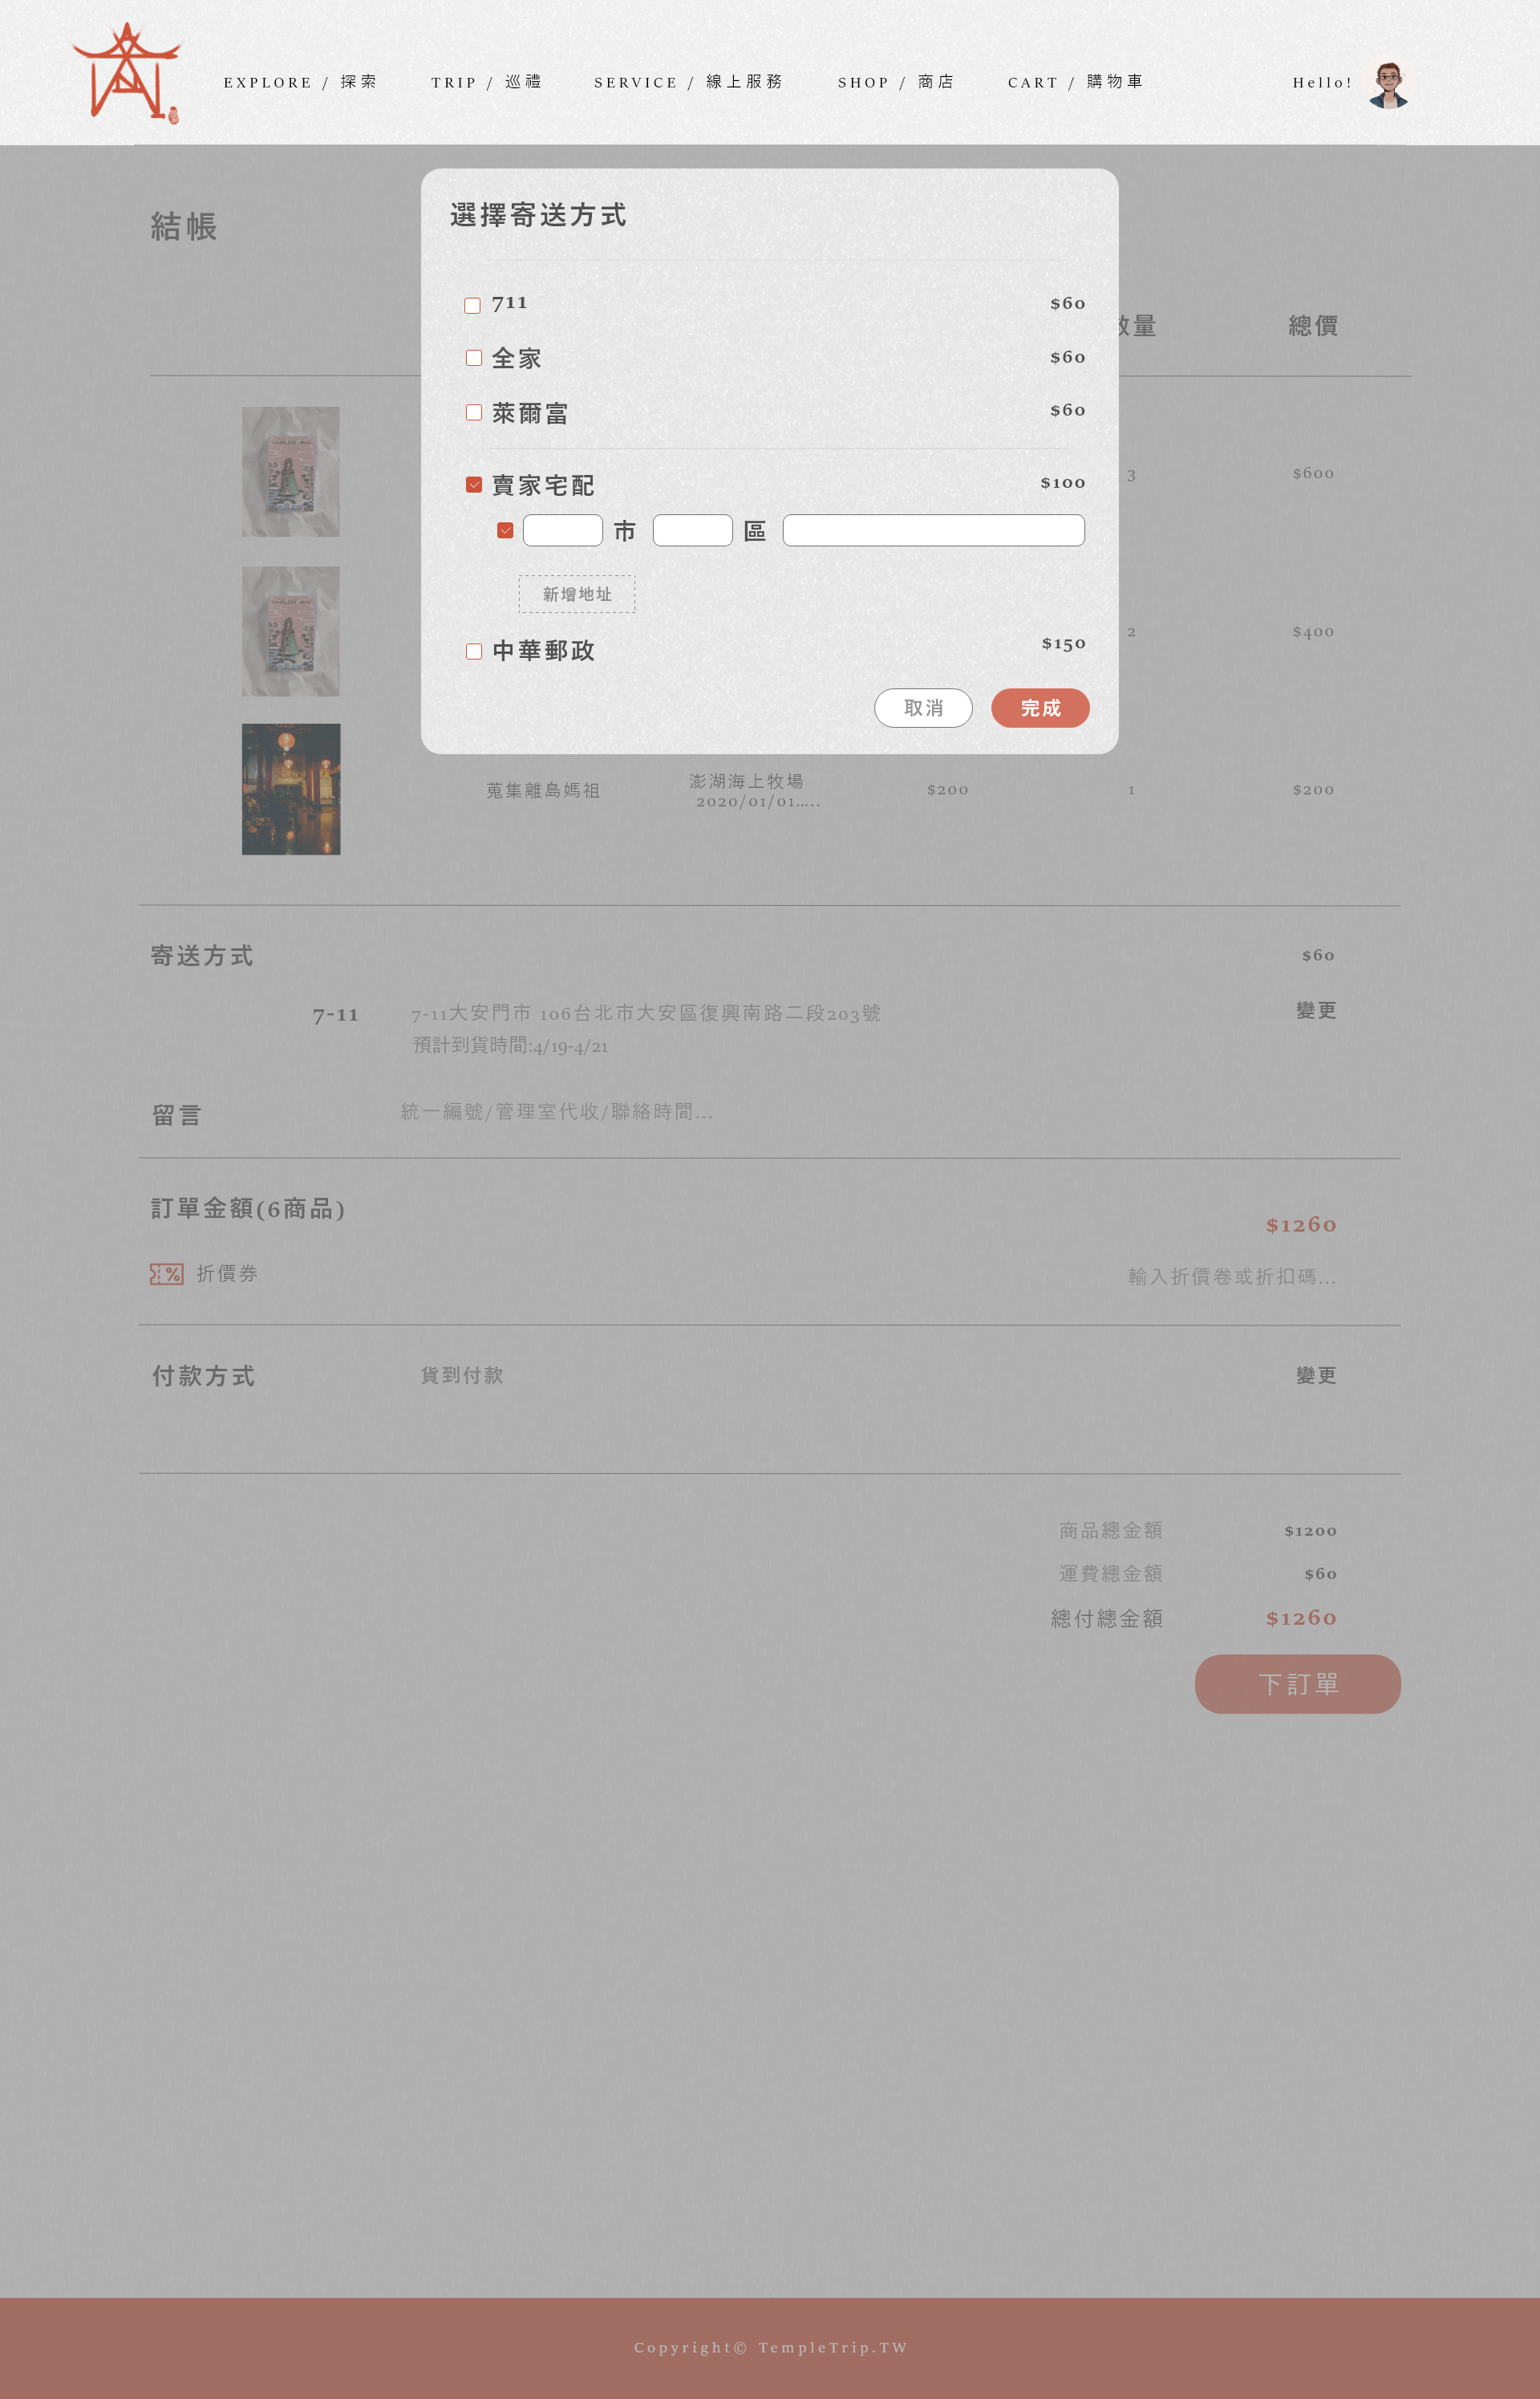 EXPLORE / 探索 TRIP / 巡禮 SERVICE / 線上服務 SHOP / 商店 CART / 購物車 Hello!
結帳
選擇寄送方式
711 $60
全家 $60
萊爾富 $60
賣家宅配 $100
市 區
新增地址
中華郵政 $150
取消 完成
量 總價
3 $600
2 $400
蒐集離島媽祖 澎湖海上牧場 $200 1 $200
2020/01/01.....
寄送方式 $60
7-11 7-11大安門市 106台北市大安區復興南路二段203號 變更
預計到貨時間:4/19-4/21
留言 統一編號/管理室代收/聯絡時間...
訂單金額(6商品) $1260
折價券 輸入折價卷或折扣碼...
付款方式 貨到付款 變更
商品總金額 $1200
運費總金額 $60
總付總金額 $1260
下訂單
Copyright© TempleTrip.TW